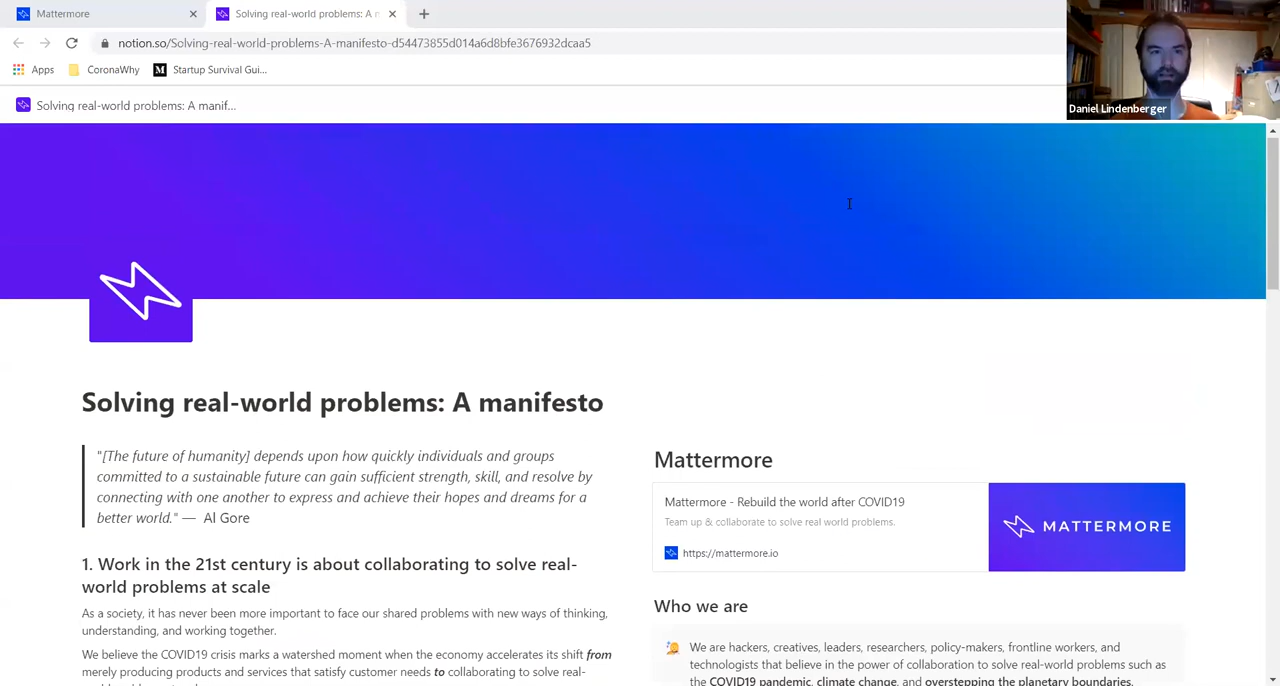 Mattermore
Solving real-world problems: A n
notion.so/Solving-real-world-problems-A-manifesto-d54473855d014a6d8bfe3676932dcaa5
Apps
CoronaWhy
M
Startup Survival Gui...
Solving real-world problems: A manif...
Daniel Lindenberger
Solving real-world problems: A manifesto
"[The future of humanity] depends upon how quickly individuals and groups
committed to a sustainable future can gain sufficient strength, skill, and resolve by
connecting with one another to express and achieve their hopes and dreams for a
better world." — Al Gore
1. Work in the 21st century is about collaborating to solve real-
world problems at scale
As a society, it has never been more important to face our shared problems with new ways of thinking,
understanding, and working together.
We believe the COVID19 crisis marks a watershed moment when the economy accelerates its shift from
merely producing products and services that satisfy customer needs to collaborating to solve real-
Mattermore
Mattermore - Rebuild the world after COVID19
Team up & collaborate to solve real world problems.
https://mattermore.io
MATTERMORE
Who we are
We are hackers, creatives, leaders, researchers, policy-makers, frontline workers, and
technologists that believe in the power of collaboration to solve real-world problems such as
the COVID19 pandemic, climate change, and overstepping the planetary boundaries.